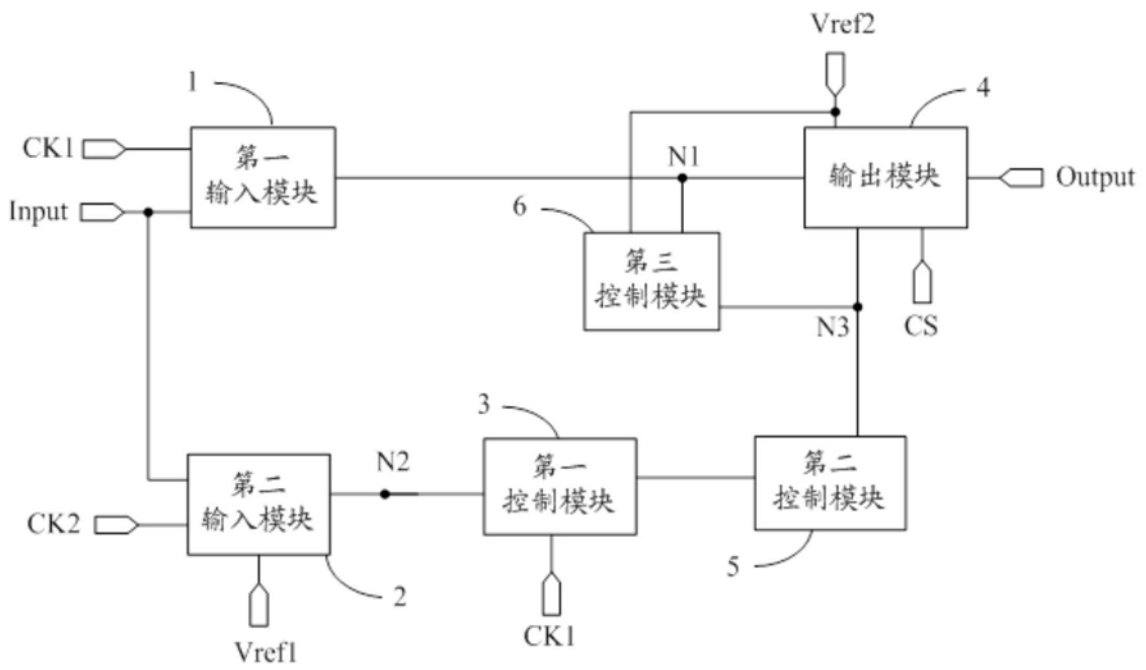 Vref2
1
4
CK1
第一
输入模块
N1
输出模块
Output
Input
6
第三
控制模块
N3
CS
3
N2
第一
控制模块
第二
控制模块
第二
输入模块
CK2
5
2
CK1
Vref1